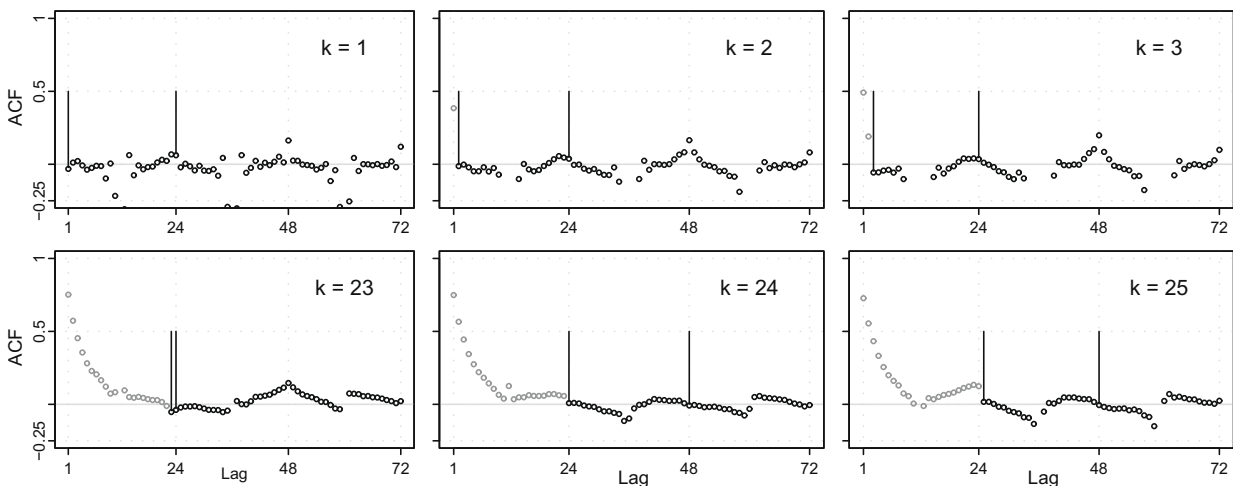 k = 1
k = 2
k = 3
ACF
1
0.5
−0.25
1 24 48 72
1 24 48 72
1 24 48 72
k = 23
k = 24
k = 25
ACF
1
0.5
−0.25
1 24 48 72
1 24 48 72
1 24 48 72
Lag
Lag
Lag